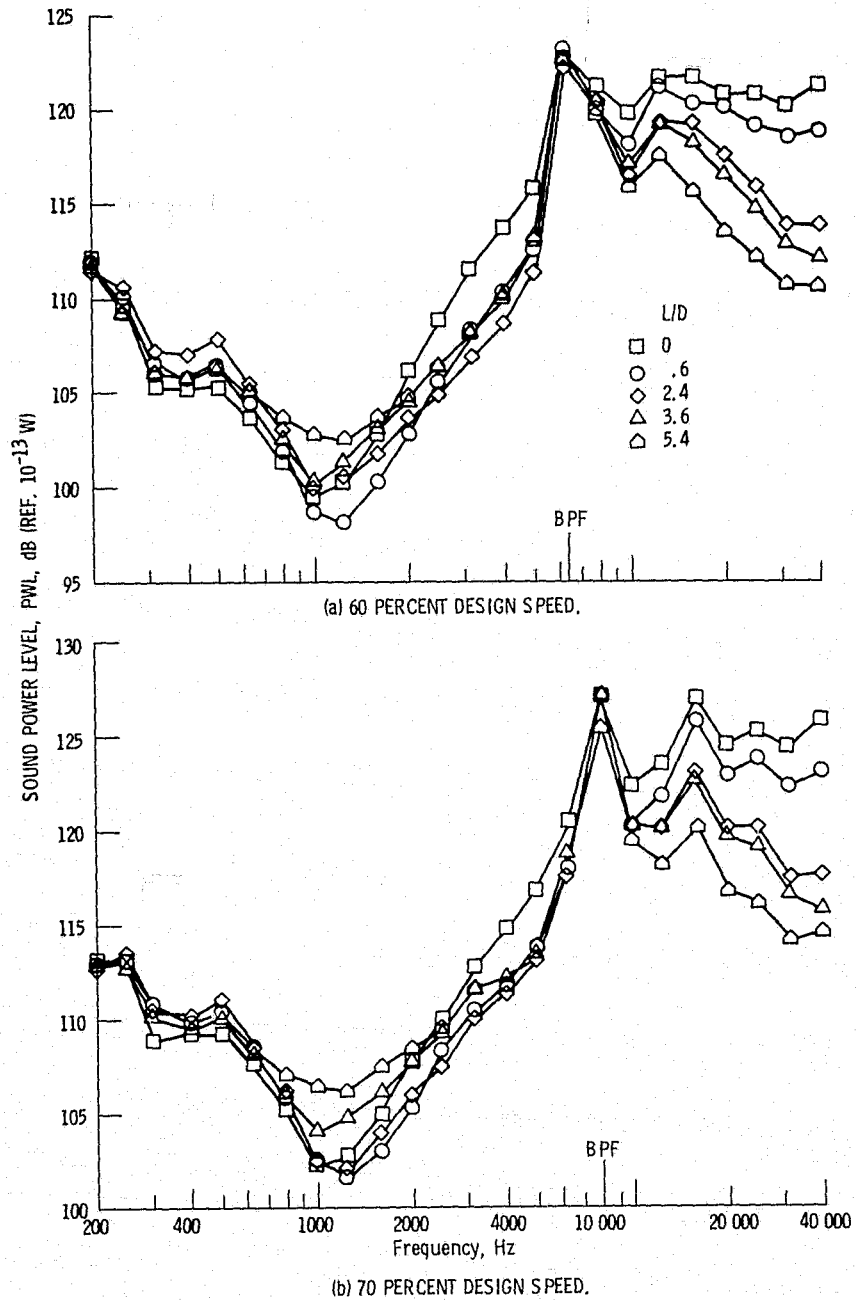 125
120
115
110
105
100
95
L/D
0
.6
2.4
3.6
5.4
BPF
(a) 60 PERCENT DESIGN SPEED.
SOUND POWER LEVEL, PWL, dB (REF. 10⁻¹³ W)
130
125
120
115
110
105
100
BPF
200 400 1000 2000 4000 10 000 20 000 40 000
Frequency, Hz
(b) 70 PERCENT DESIGN SPEED.